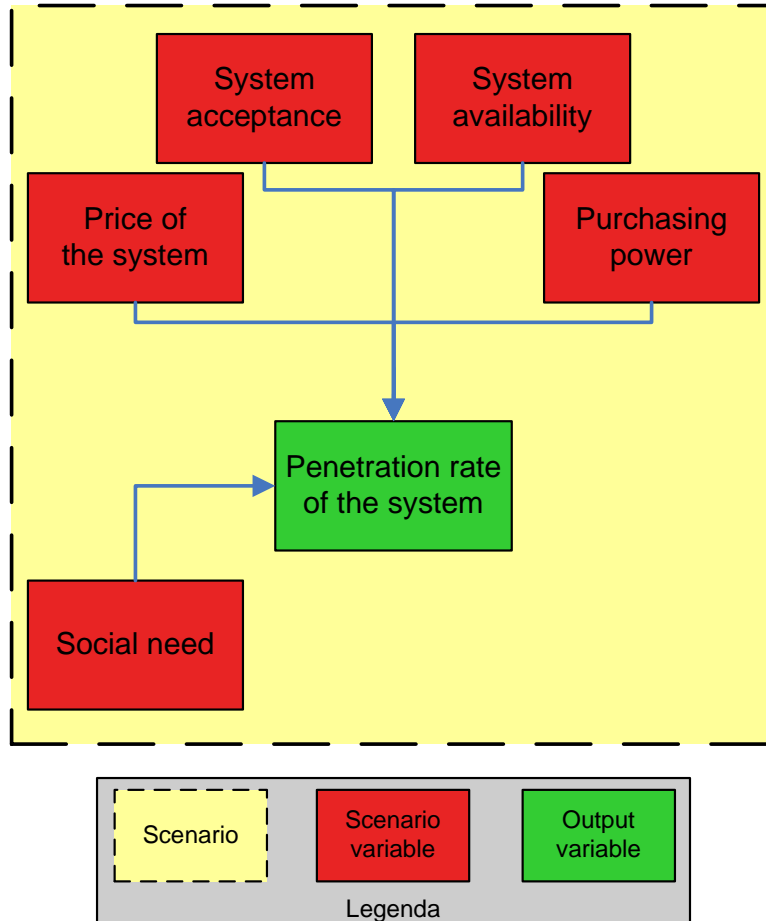 System
acceptance
System
availability
Price of
the system
Purchasing
power
Penetration rate
of the system
Social need
Scenario
Scenario
variable
Output
variable
Legenda